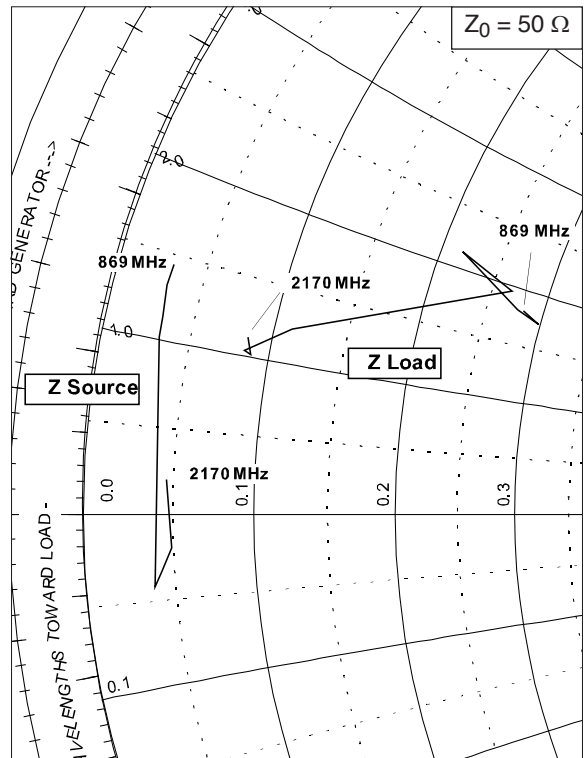 Z0 = 50 Ω
2.0
GENERATOR--->
869 MHz
869 MHz
2170 MHz
1.0
Z Load
Z Source
0.0
2170 MHz
0.1
0.2
0.3
WAVELENGTHS TOWARD LOAD-
0.1